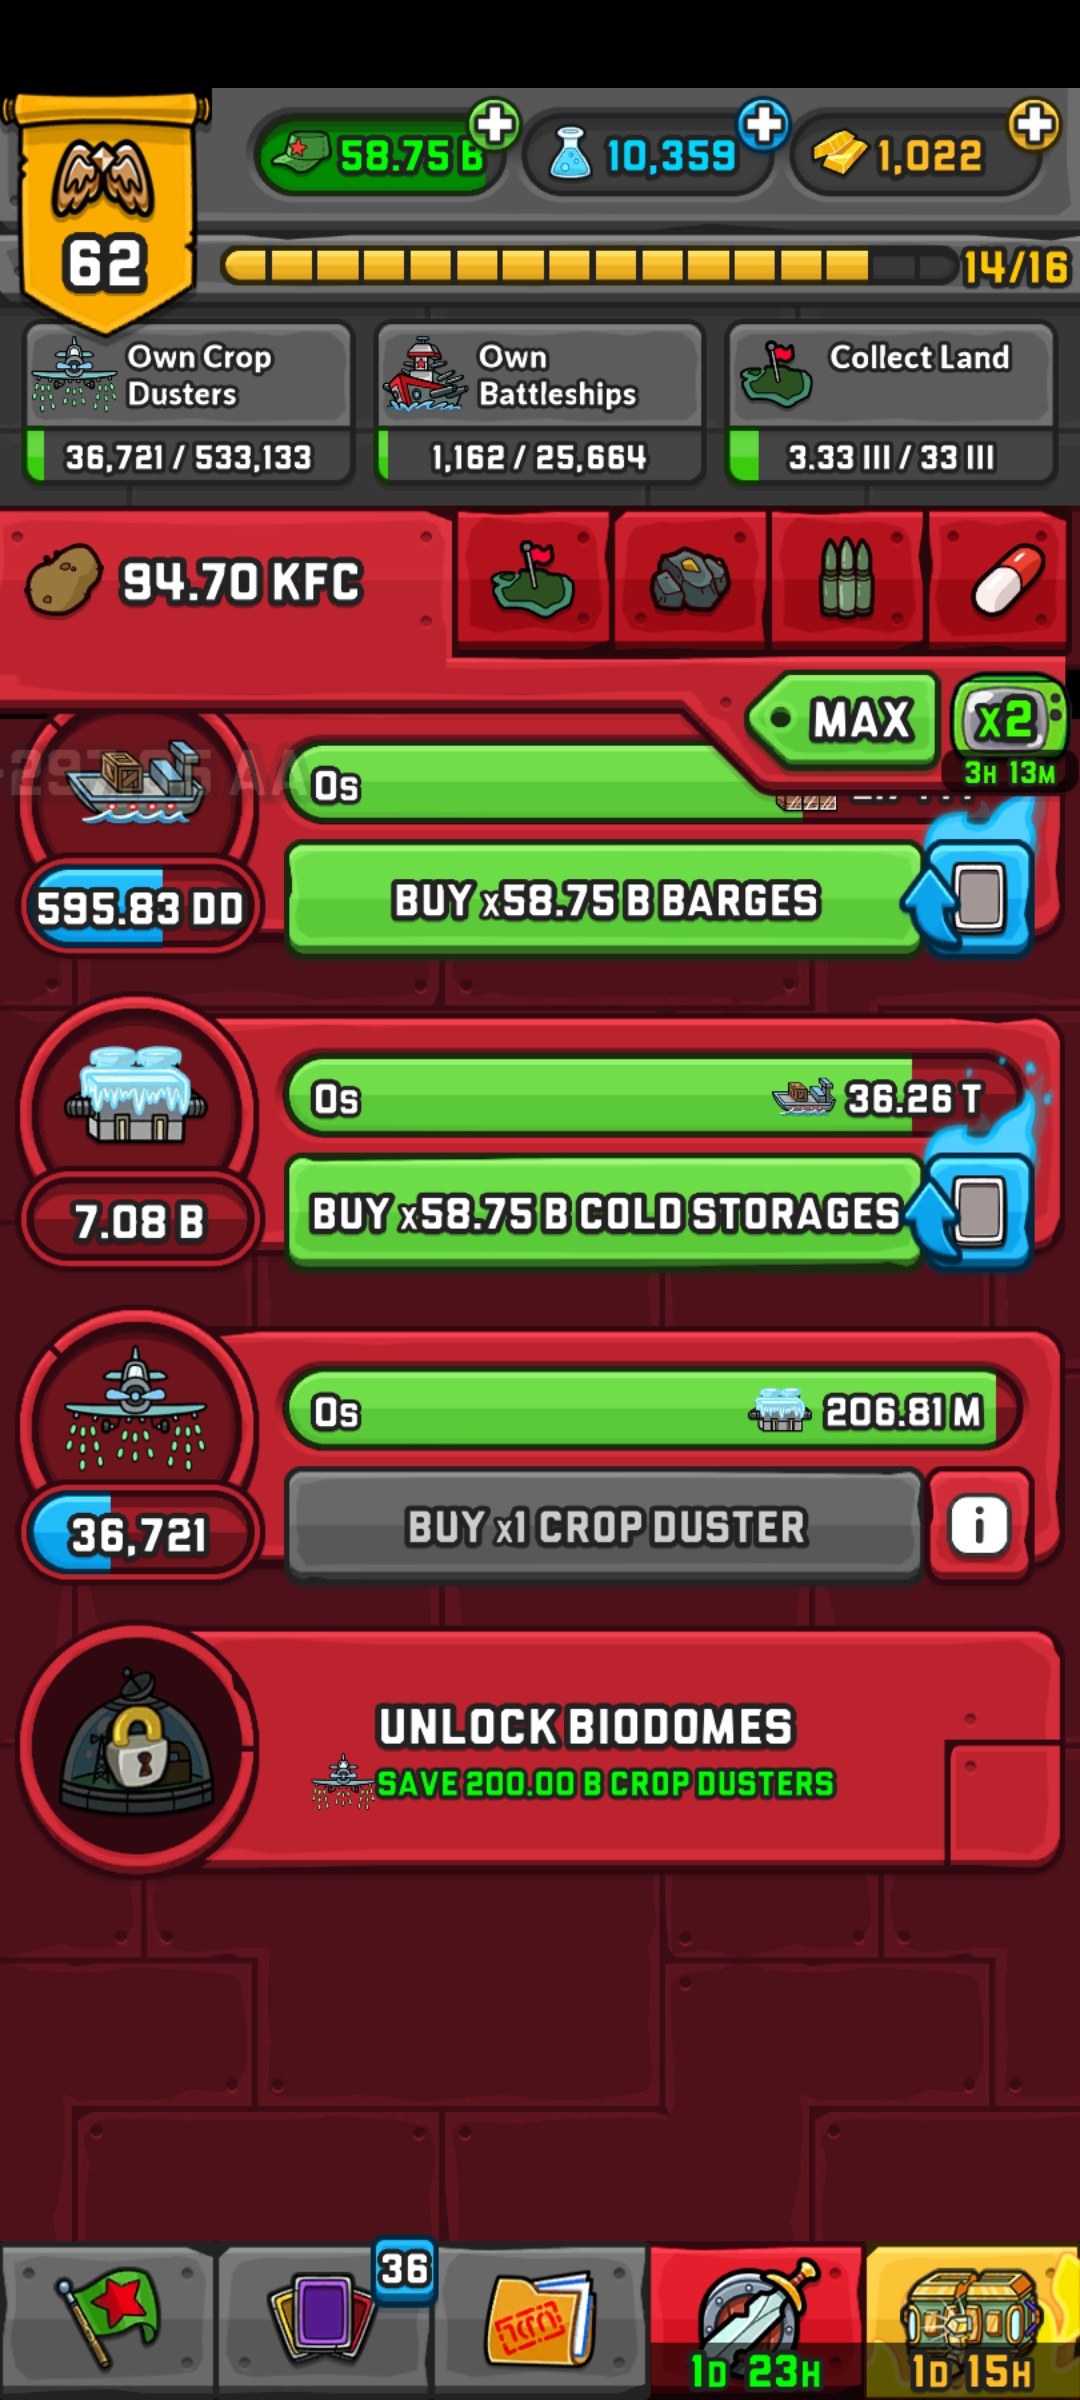 58.75 B
10,359
1,022
62
14/16
Own Crop
Dusters
Own
Battleships
Collect Land
36,721 / 533,133
1,162 / 25,664
3.33 III / 33 III
94.70 KFC
MAX
X2
3H 13M
0s
595.83 DD
BUY x58.75 B BARGES
0s
36.26 T
7.08 B
BUY x58.75 B COLD STORAGES
0s
206.81 M
36,721
BUY x1 CROP DUSTER
i
UNLOCK BIODOMES
SAVE 200.00 B CROP DUSTERS
36
1D 23H
1D 15H